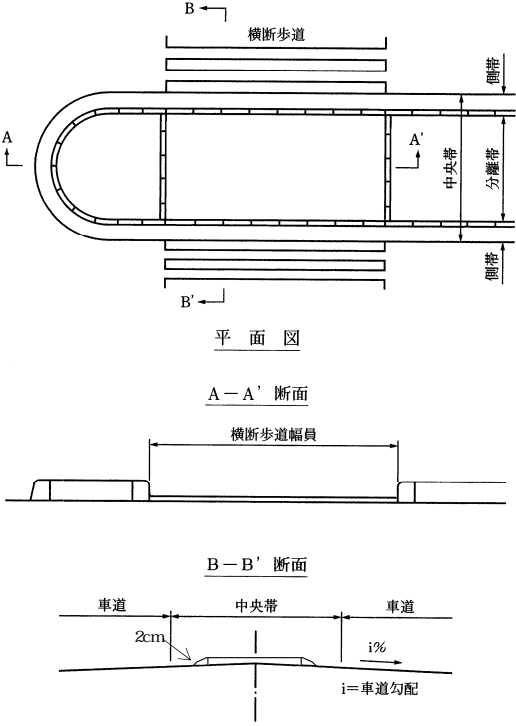 B
横断歩道
側帯
A
A'
中央帯
分離帯
側帯
B'
平面図
A－A' 断面
横断歩道幅員
B－B' 断面
車道
中央帯
車道
2cm
i%
i＝車道勾配